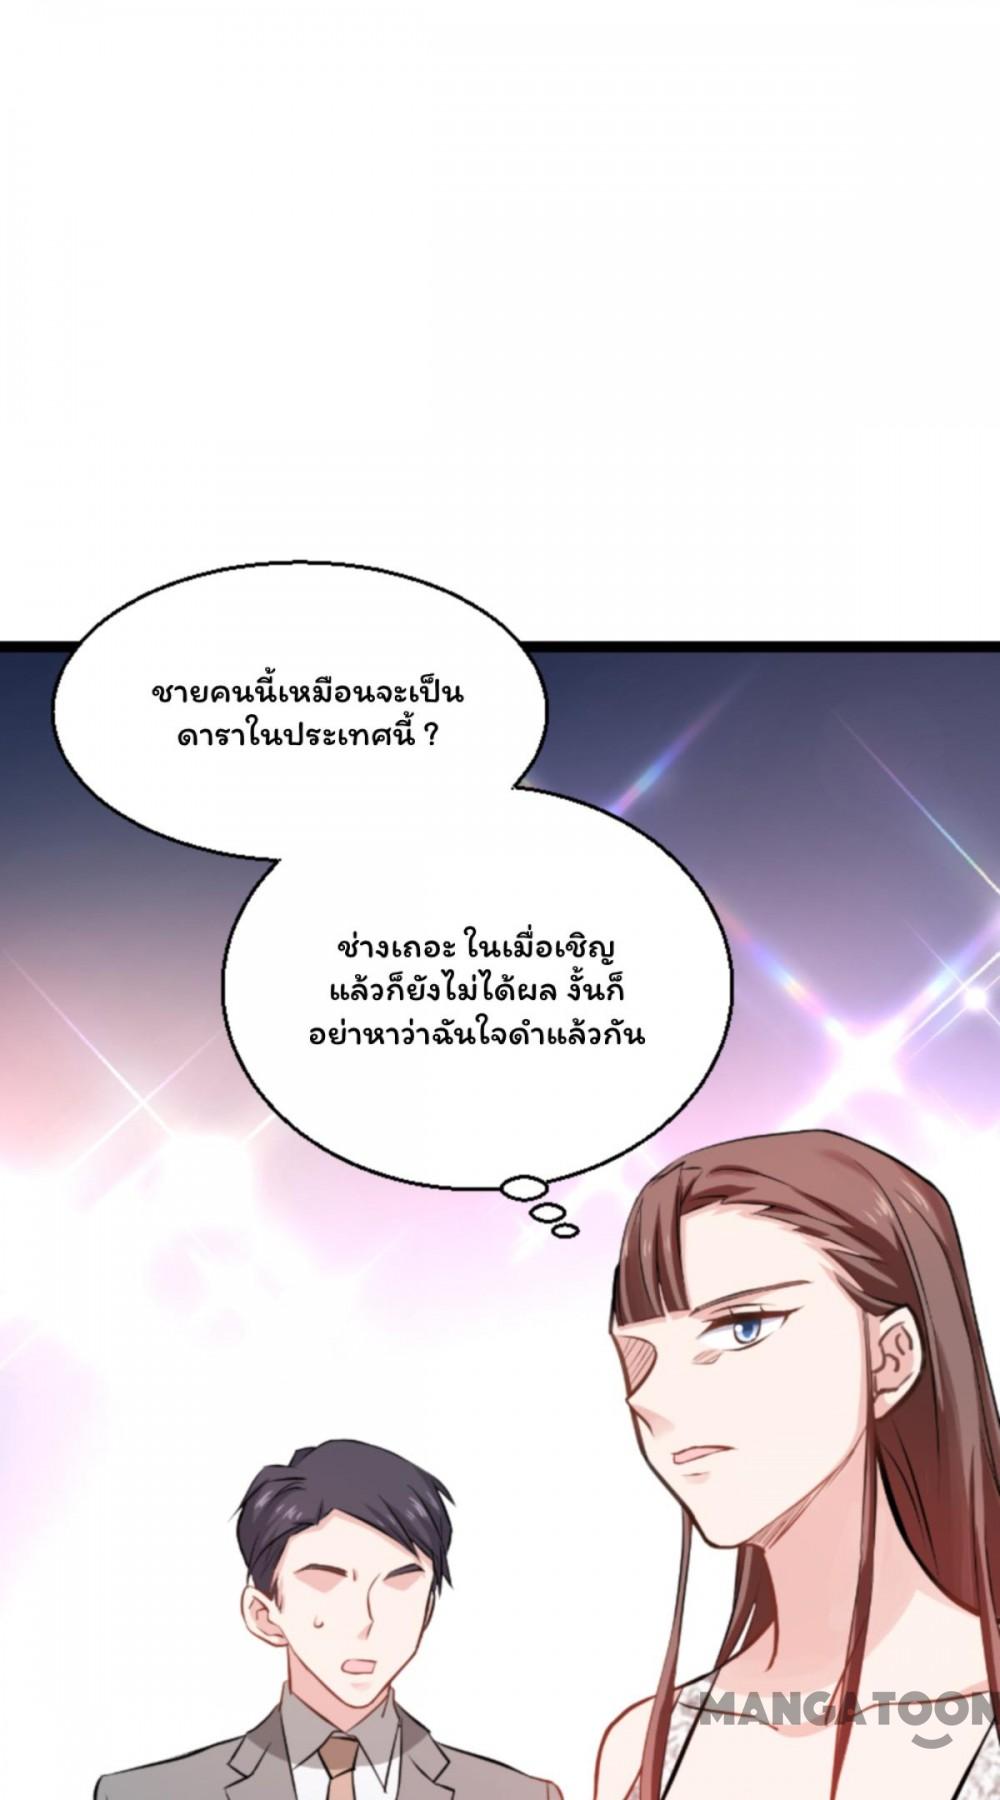 ชายคนนี้เหมือนจะเป็น
ดาราในประเทศนี้ ?
ช่างเถอะ ในเมื่อเชิญ
แล้วก็ยังไม่ได้ผล งั้นก็
อย่าหาว่าฉันใจดำแล้วกัน
MANGATOON